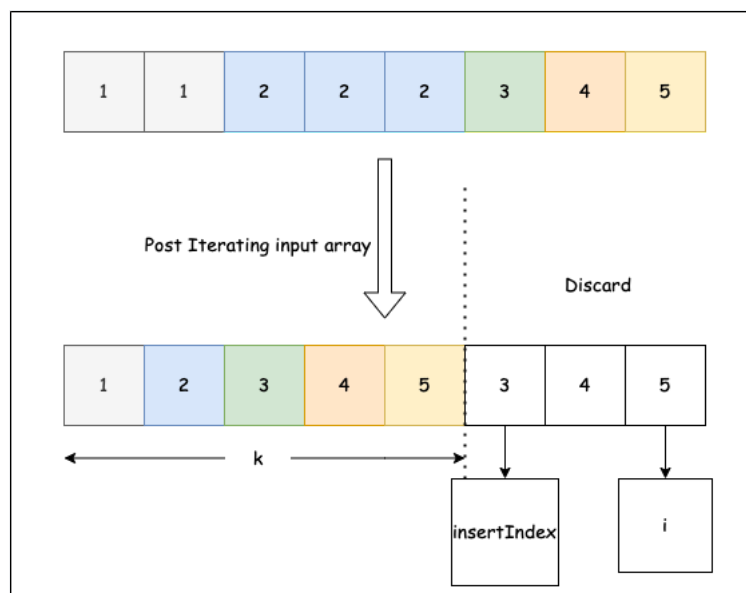 1 1 2 2 2 3 4 5
Post Iterating input array
Discard
1 2 3 4 5 3 4 5
k
insertIndex
i